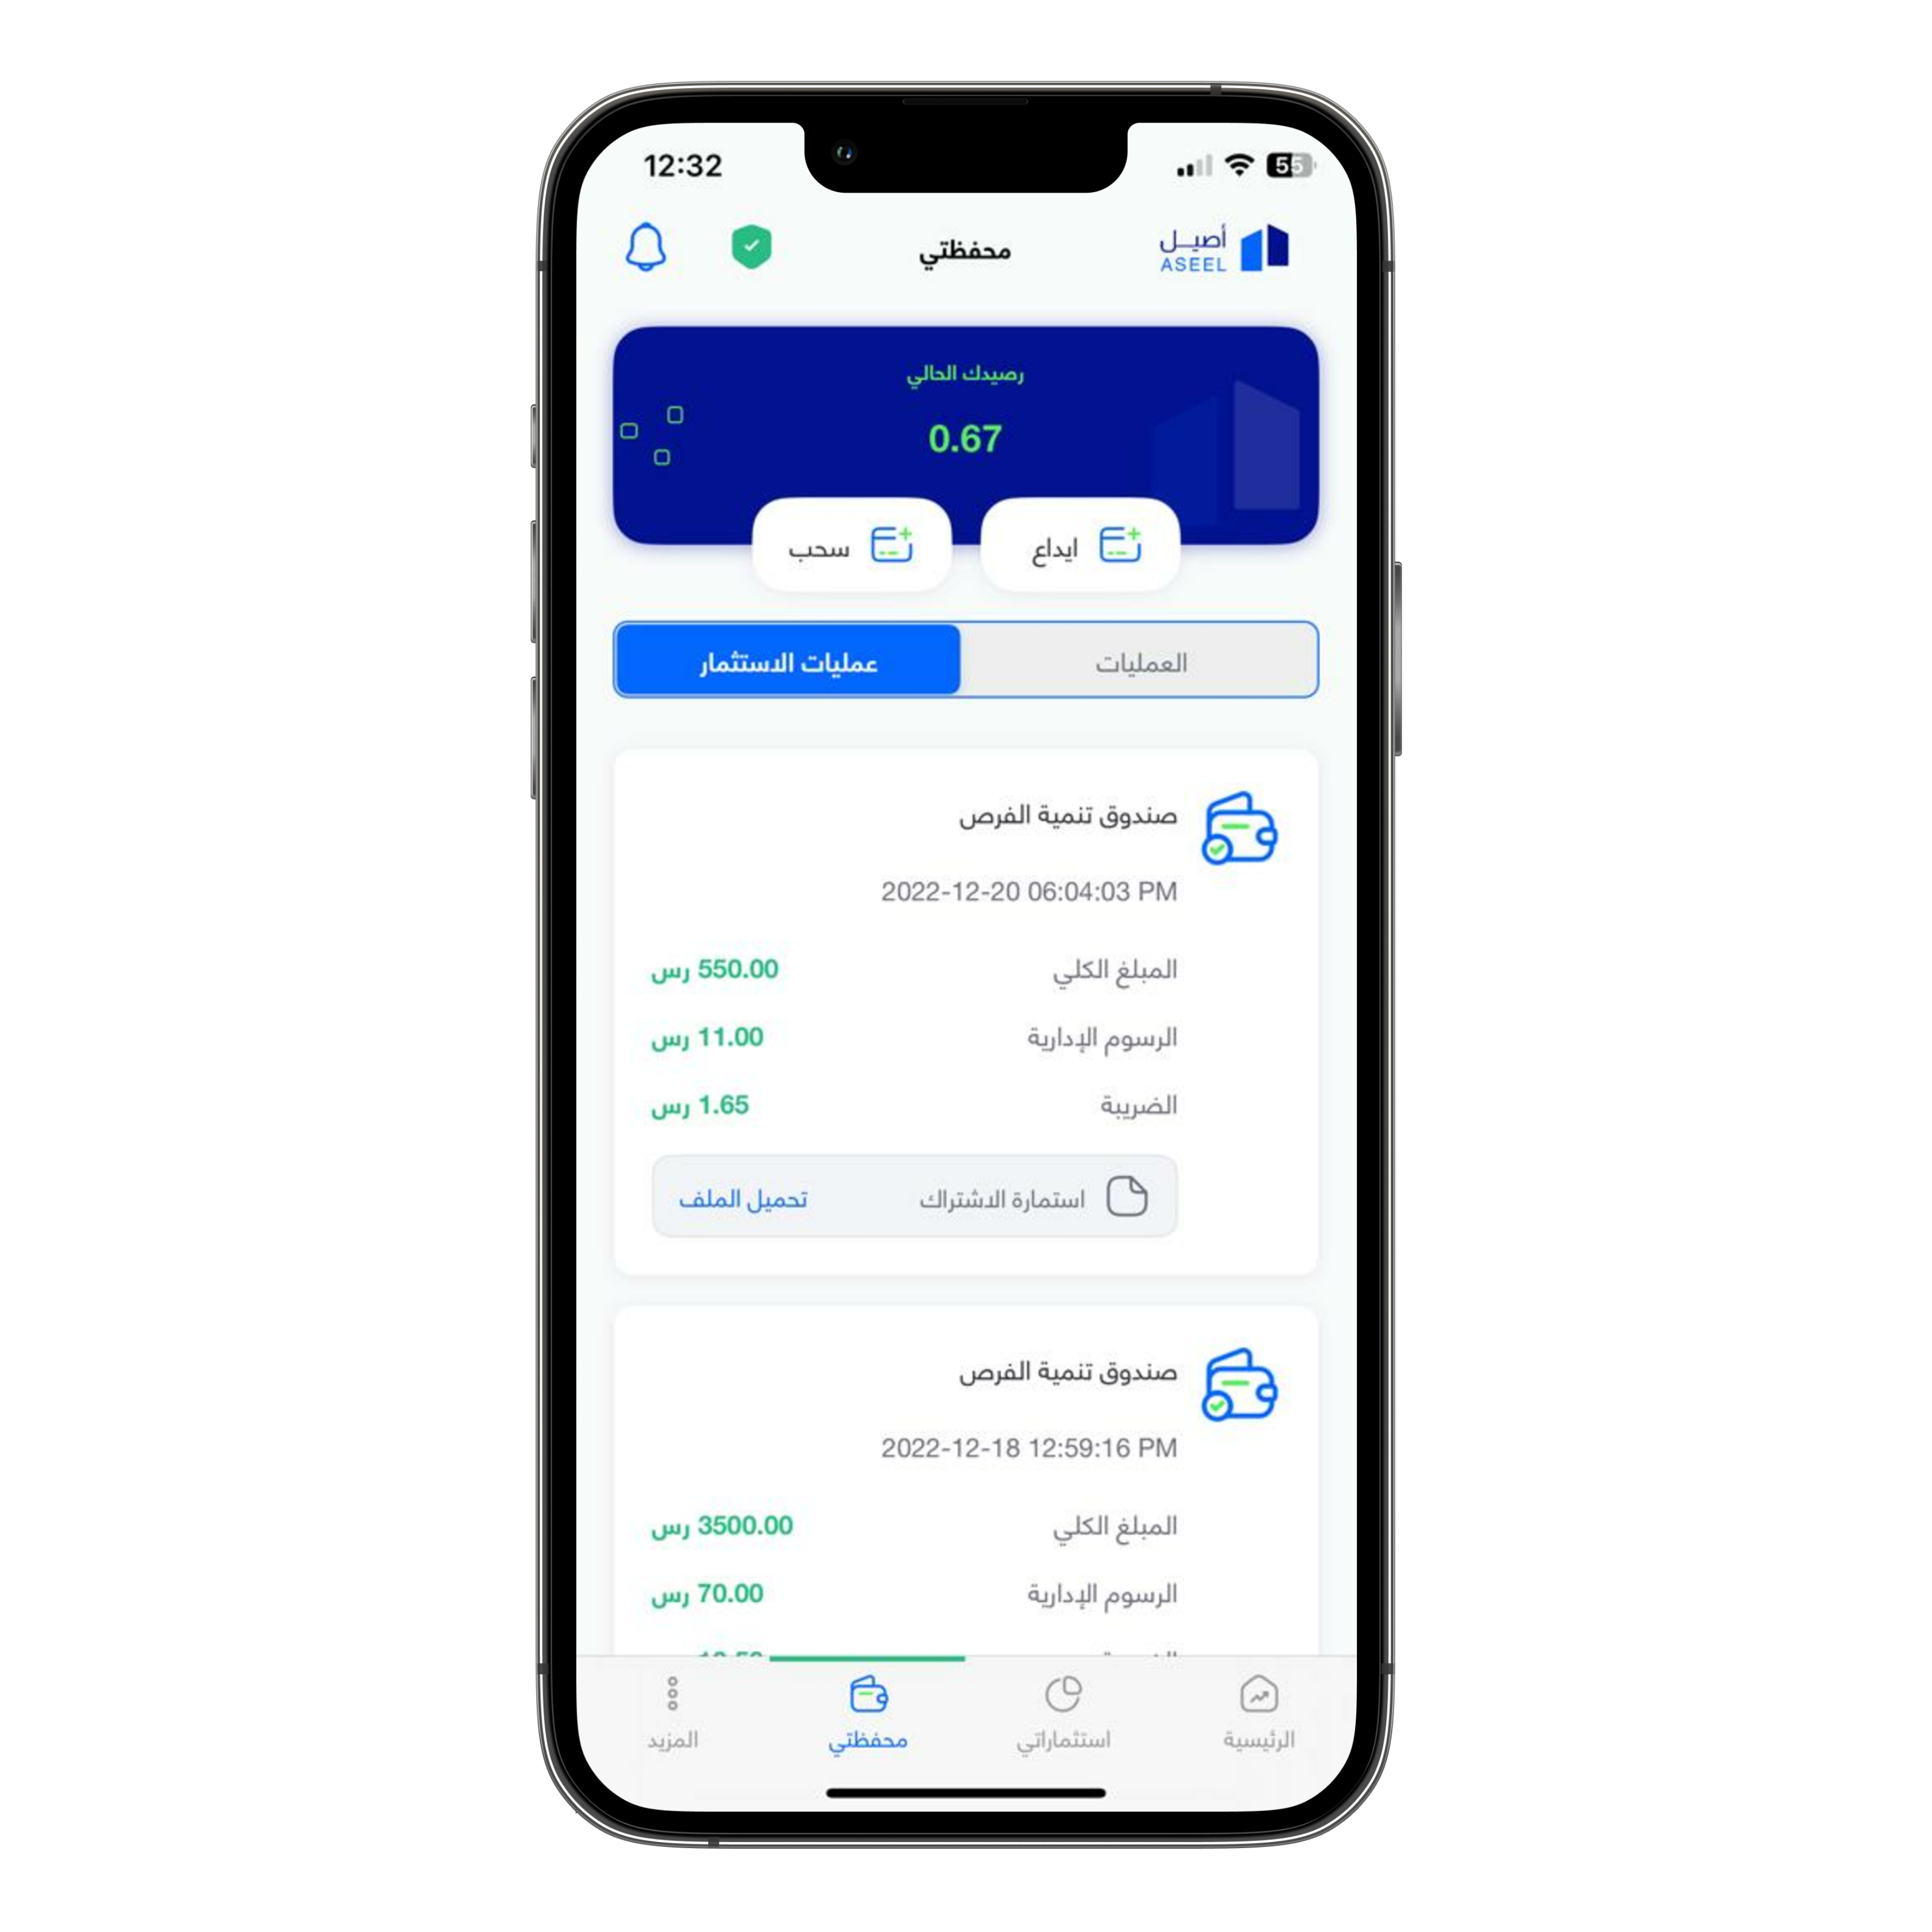 12:32
55
أصيـل
ASEEL
محفظتي
رصيدك الحالي
0.67
ايداع
سحب
العمليات
عمليات الاستثمار
صندوق تنمية الفرص
2022-12-20 06:04:03 PM
المبلغ الكلي 550.00 رس
الرسوم الإدارية 11.00 رس
الضريبة 1.65 رس
استمارة الاشتراك تحميل الملف
صندوق تنمية الفرص
2022-12-18 12:59:16 PM
المبلغ الكلي 3500.00 رس
الرسوم الإدارية 70.00 رس
الرئيسية
استثماراتي
محفظتي
المزيد